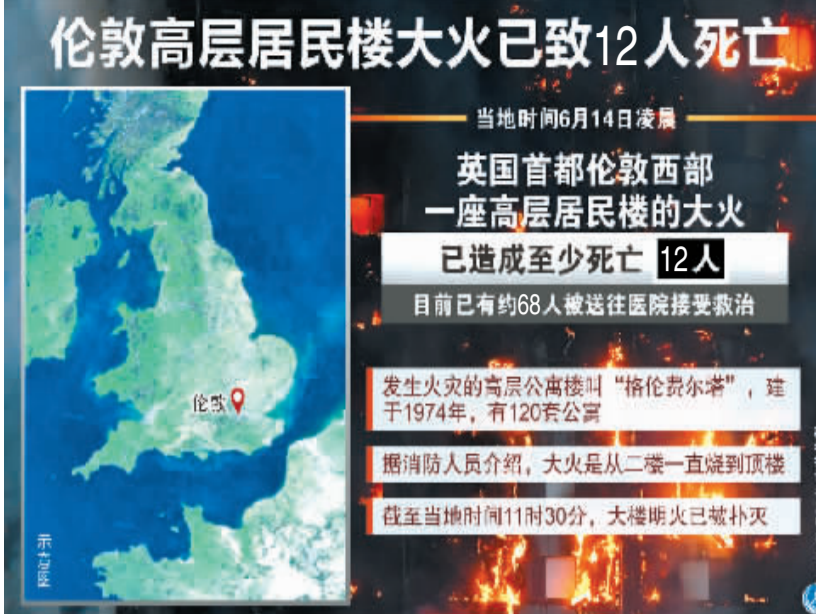 伦敦高层居民楼大火已致12人死亡
当地时间6月14日凌晨
英国首都伦敦西部
一座高层居民楼的大火
已造成至少死亡 12人
目前已有约68人被送往医院接受救治
发生火灾的高层公寓楼叫“格伦费尔塔”，建
于1974年，有120套公寓
据消防人员介绍，大火是从二楼一直烧到顶楼
截至当地时间11时30分，大楼明火已被扑灭
伦敦
示意图